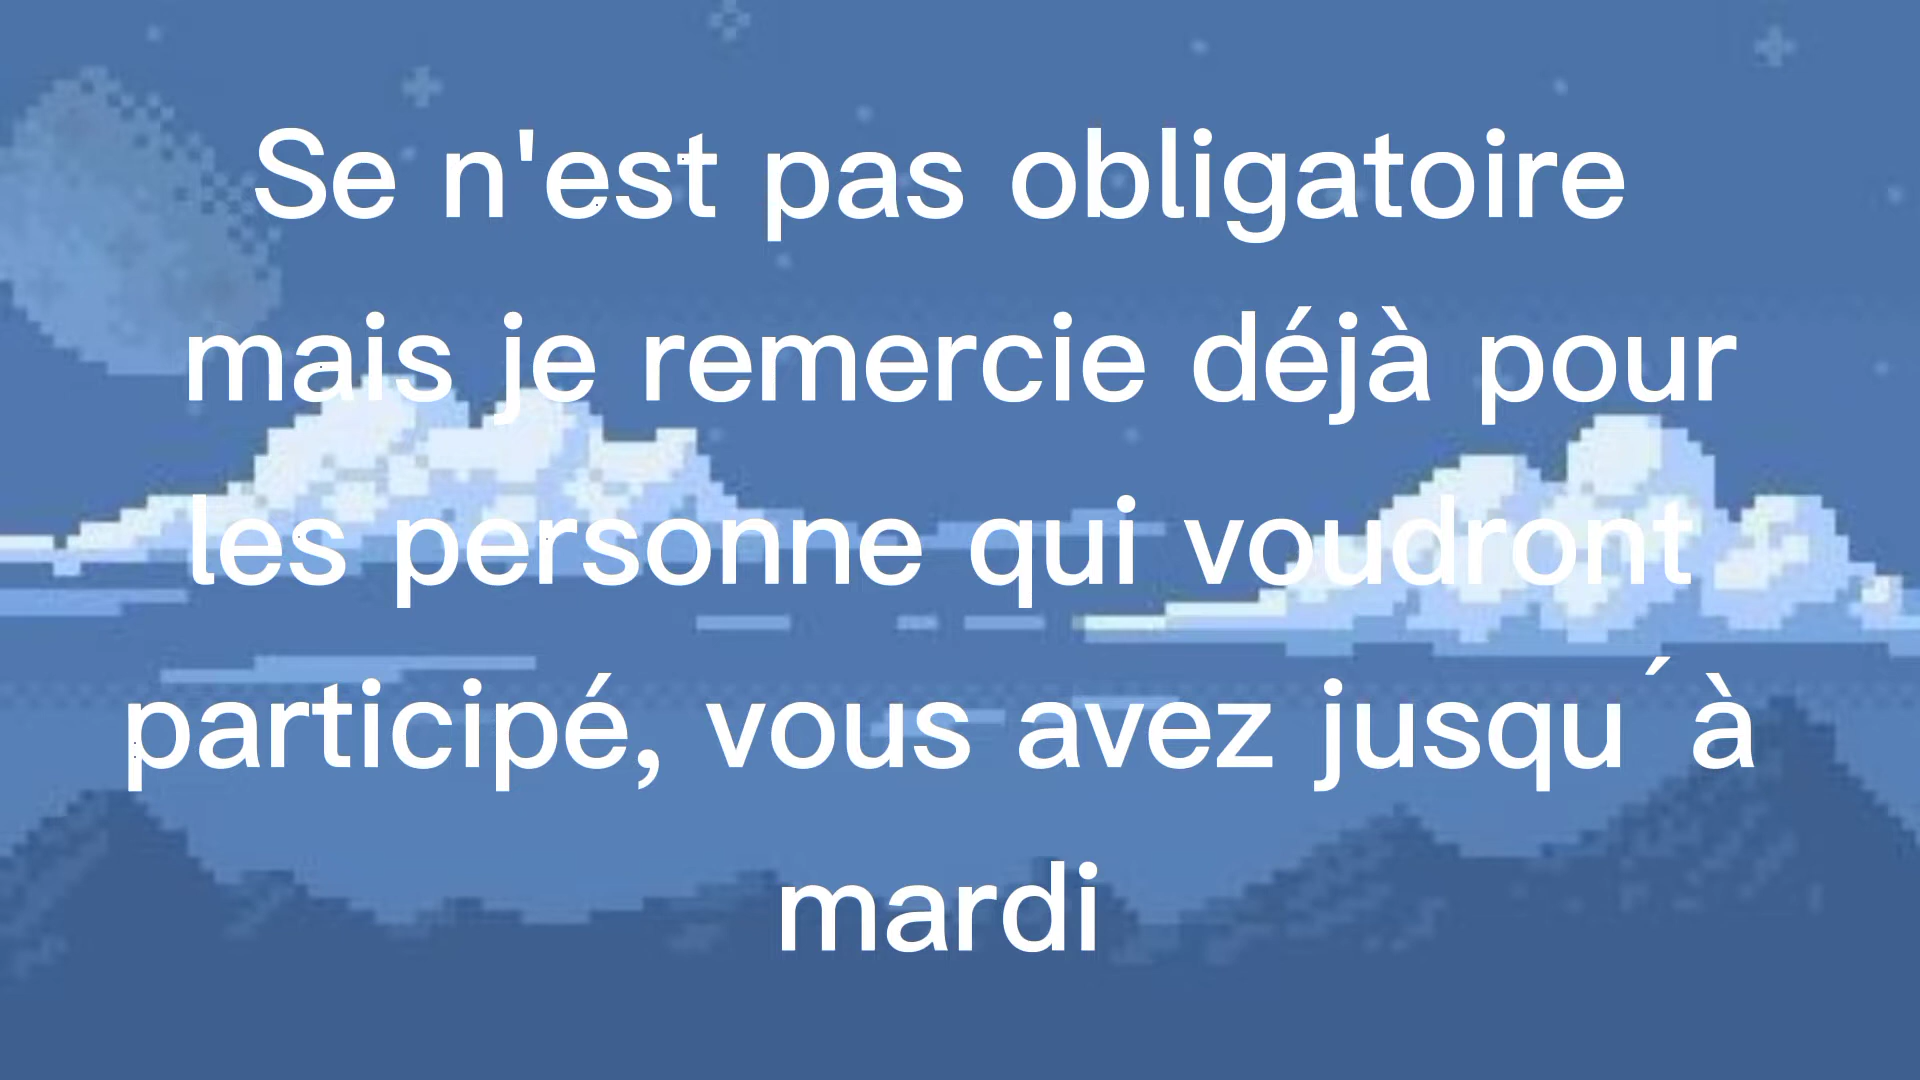 Se n'est pas obligatoire
mais je remercie déjà pour
les personne qui voudront
participé, vous avez jusqu´à
mardi